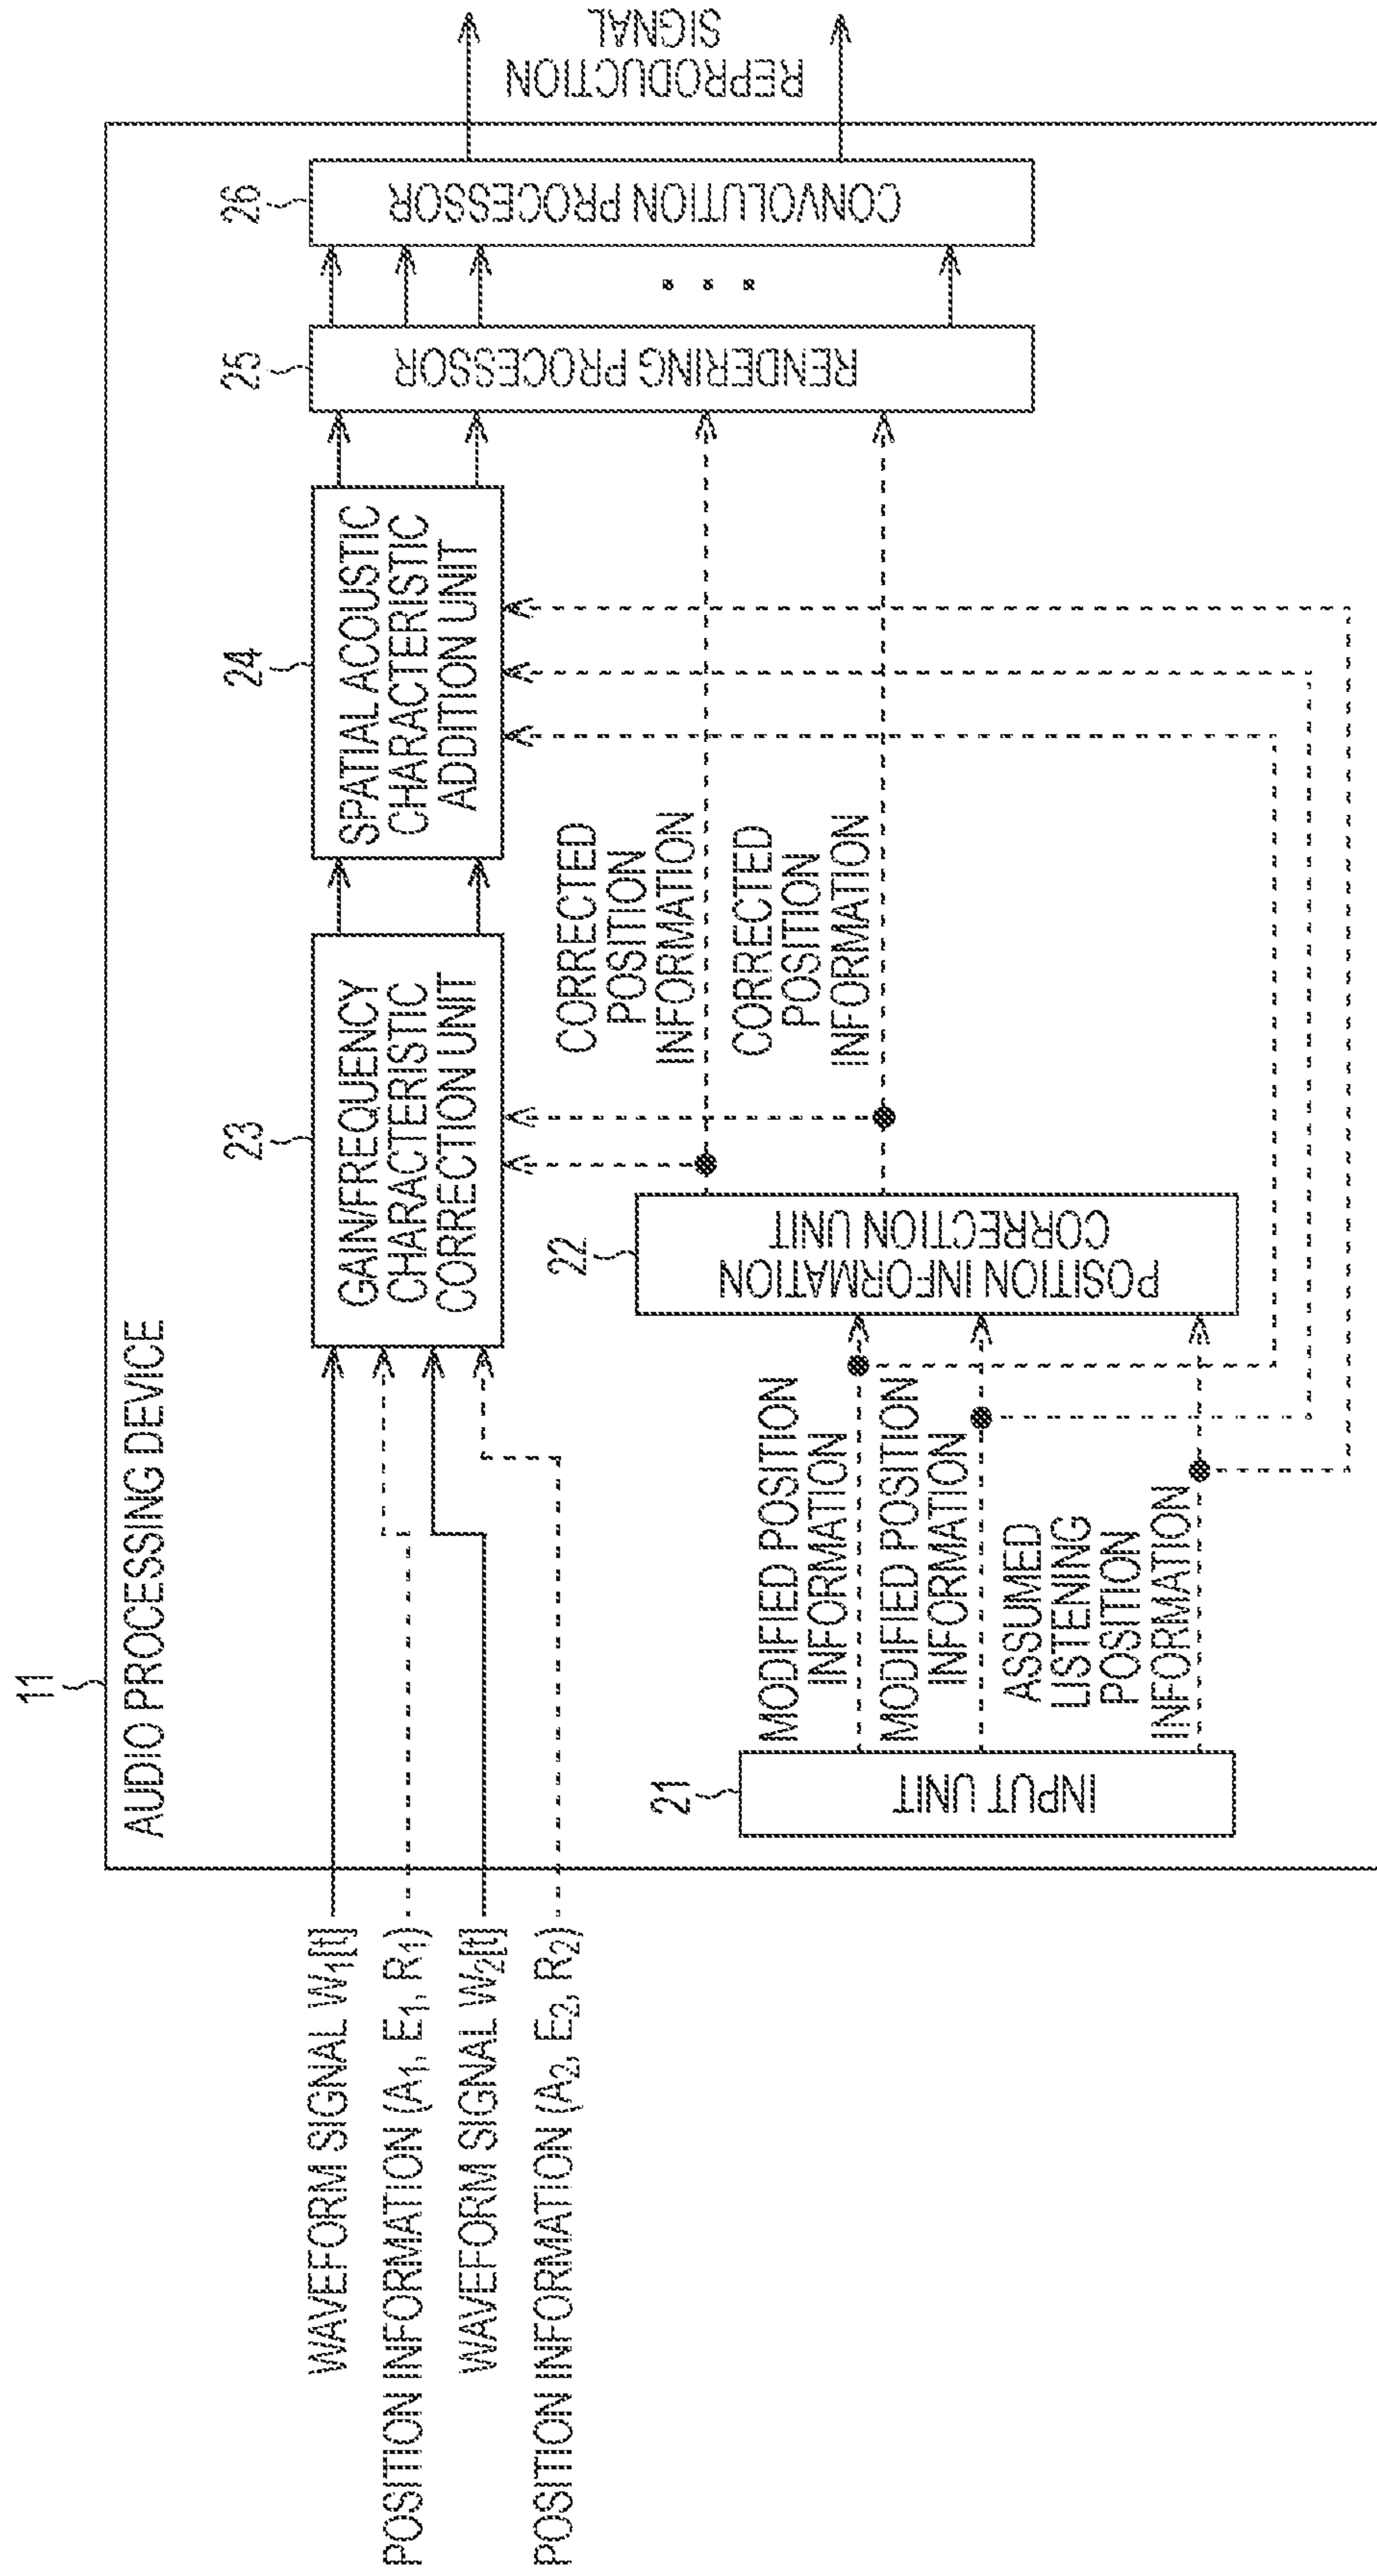 11
AUDIO PROCESSING DEVICE
WAVEFORM SIGNAL W1[t]
POSITION INFORMATION (A1, E1, R1)
WAVEFORM SIGNAL W2[t]
POSITION INFORMATION (A2, E2, R2)
23
GAIN/FREQUENCY
CHARACTERISTIC
CORRECTION UNIT
24
SPATIAL ACOUSTIC
CHARACTERISTIC
ADDITION UNIT
25
RENDERING PROCESSOR
26
CONVOLUTION PROCESSOR
REPRODUCTION
SIGNAL
21
INPUT UNIT
MODIFIED POSITION
INFORMATION
MODIFIED POSITION
INFORMATION
ASSUMED
LISTENING
POSITION
INFORMATION
22
POSITION INFORMATION
CORRECTION UNIT
CORRECTED
POSITION
INFORMATION
CORRECTED
POSITION
INFORMATION